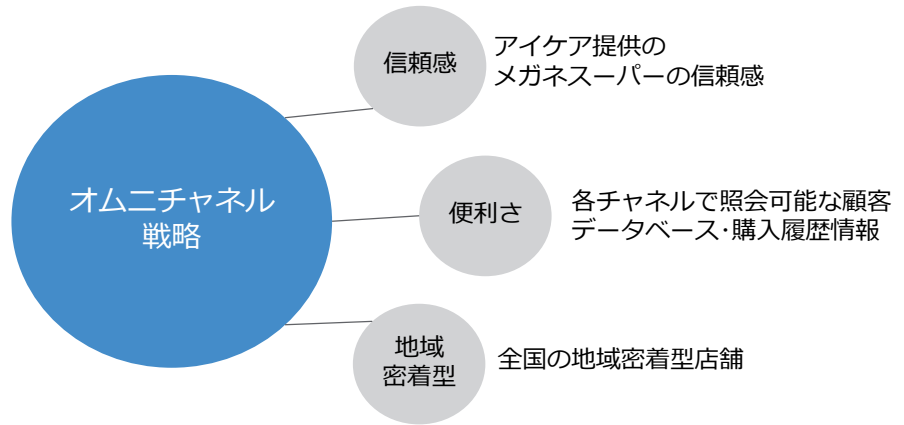 オムニチャネル
戦略
信頼感
アイケア提供の
メガネスーパーの信頼感
便利さ
各チャネルで照会可能な顧客
データベース・購入履歴情報
地域
密着型
全国の地域密着型店舗